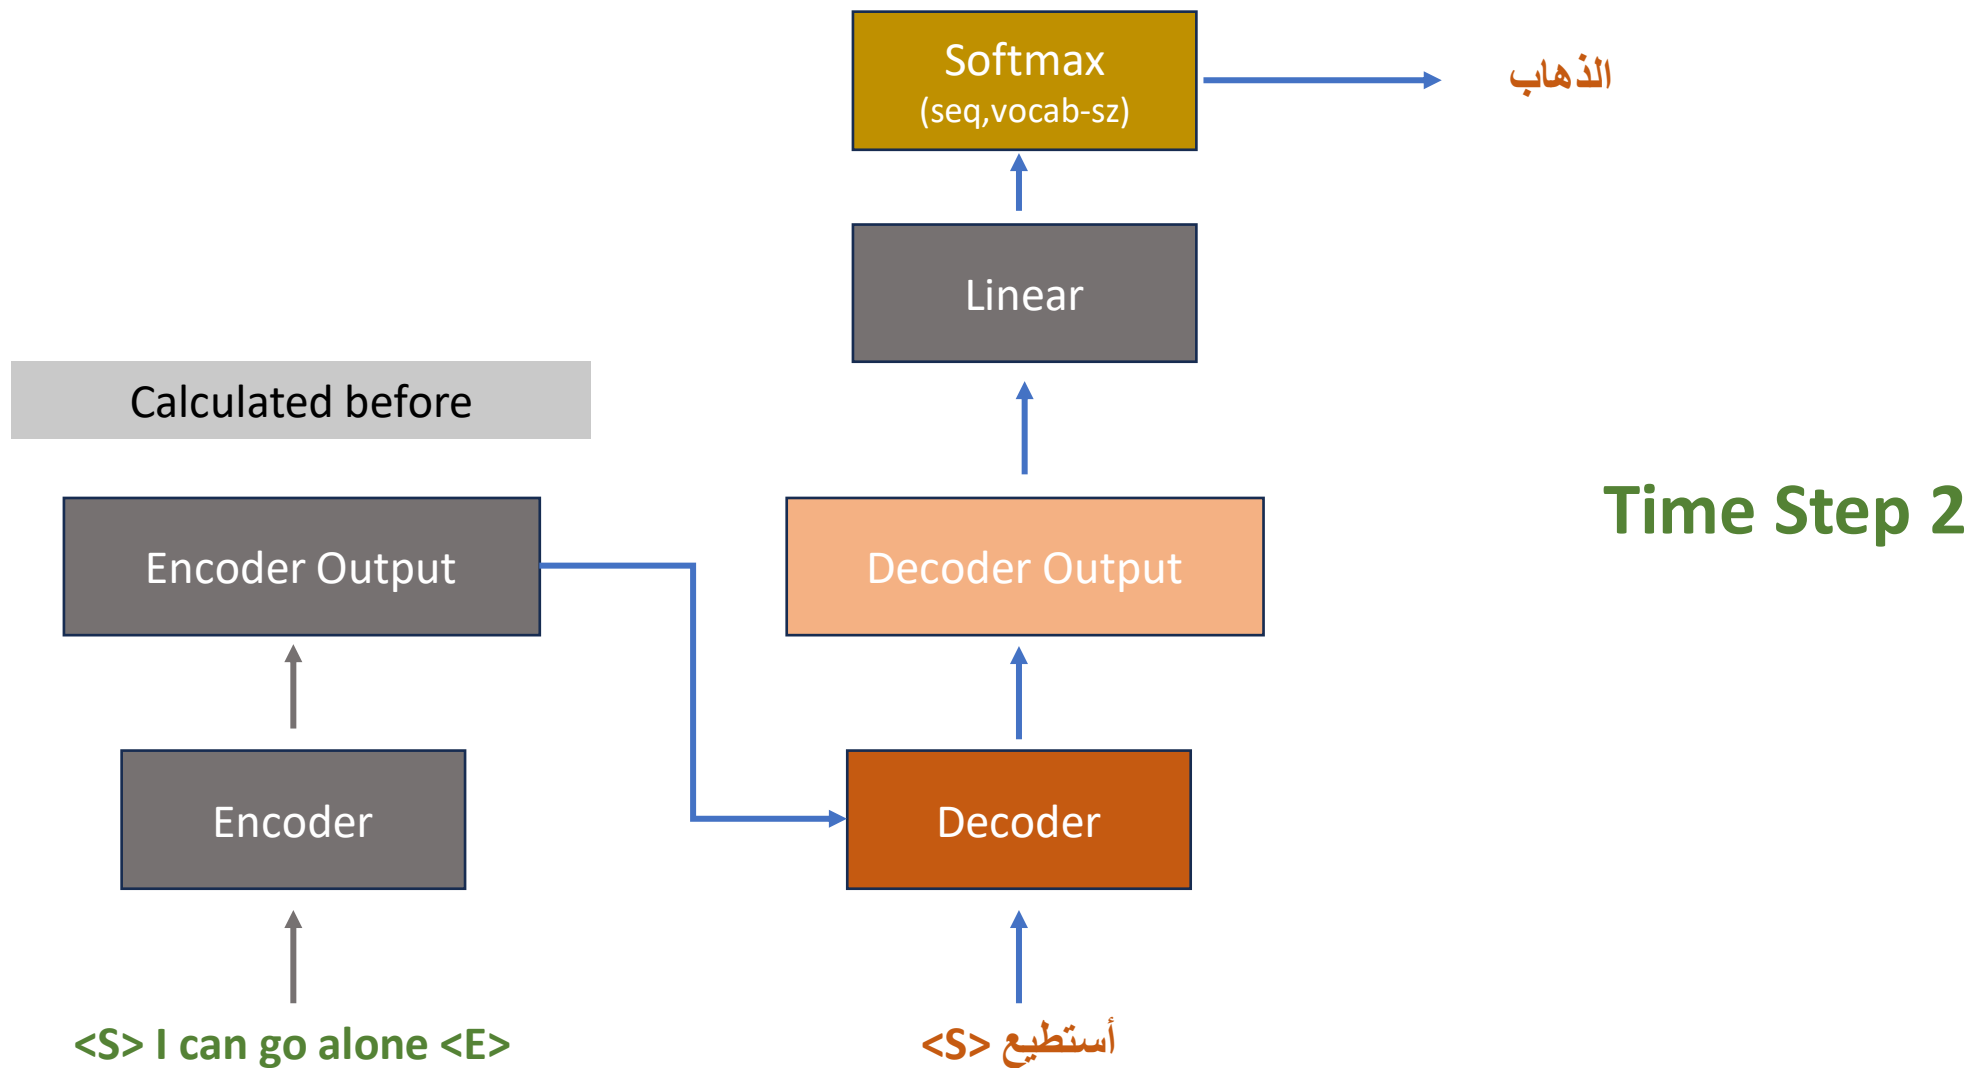 Softmax
(seq,vocab-sz)
الذهاب
Linear
Calculated before
Time Step 2
Encoder Output
Decoder Output
Encoder
Decoder
<S> I can go alone <E>
<S> أستطيع